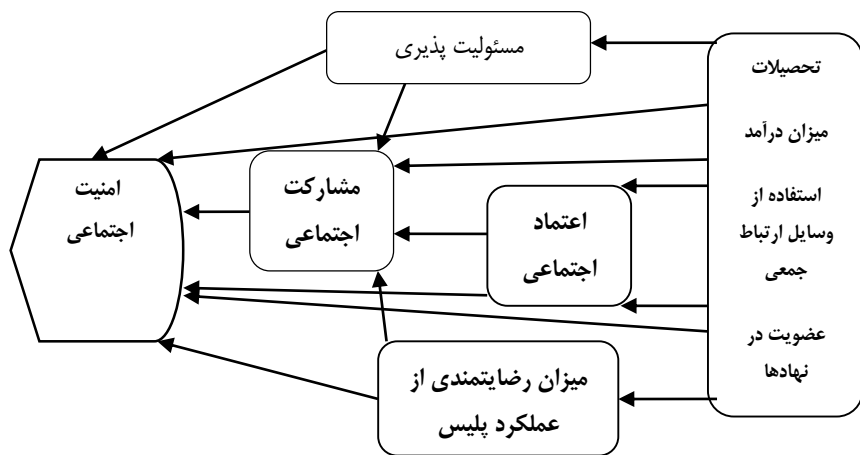 مسئولیت پذیری
تحصیلات
میزان درآمد
استفاده از
وسایل ارتباط
جمعی
عضویت در
نهادها
اعتماد
اجتماعی
مشارکت
اجتماعی
امنیت
اجتماعی
میزان رضایتمندی از
عملکرد پلیس